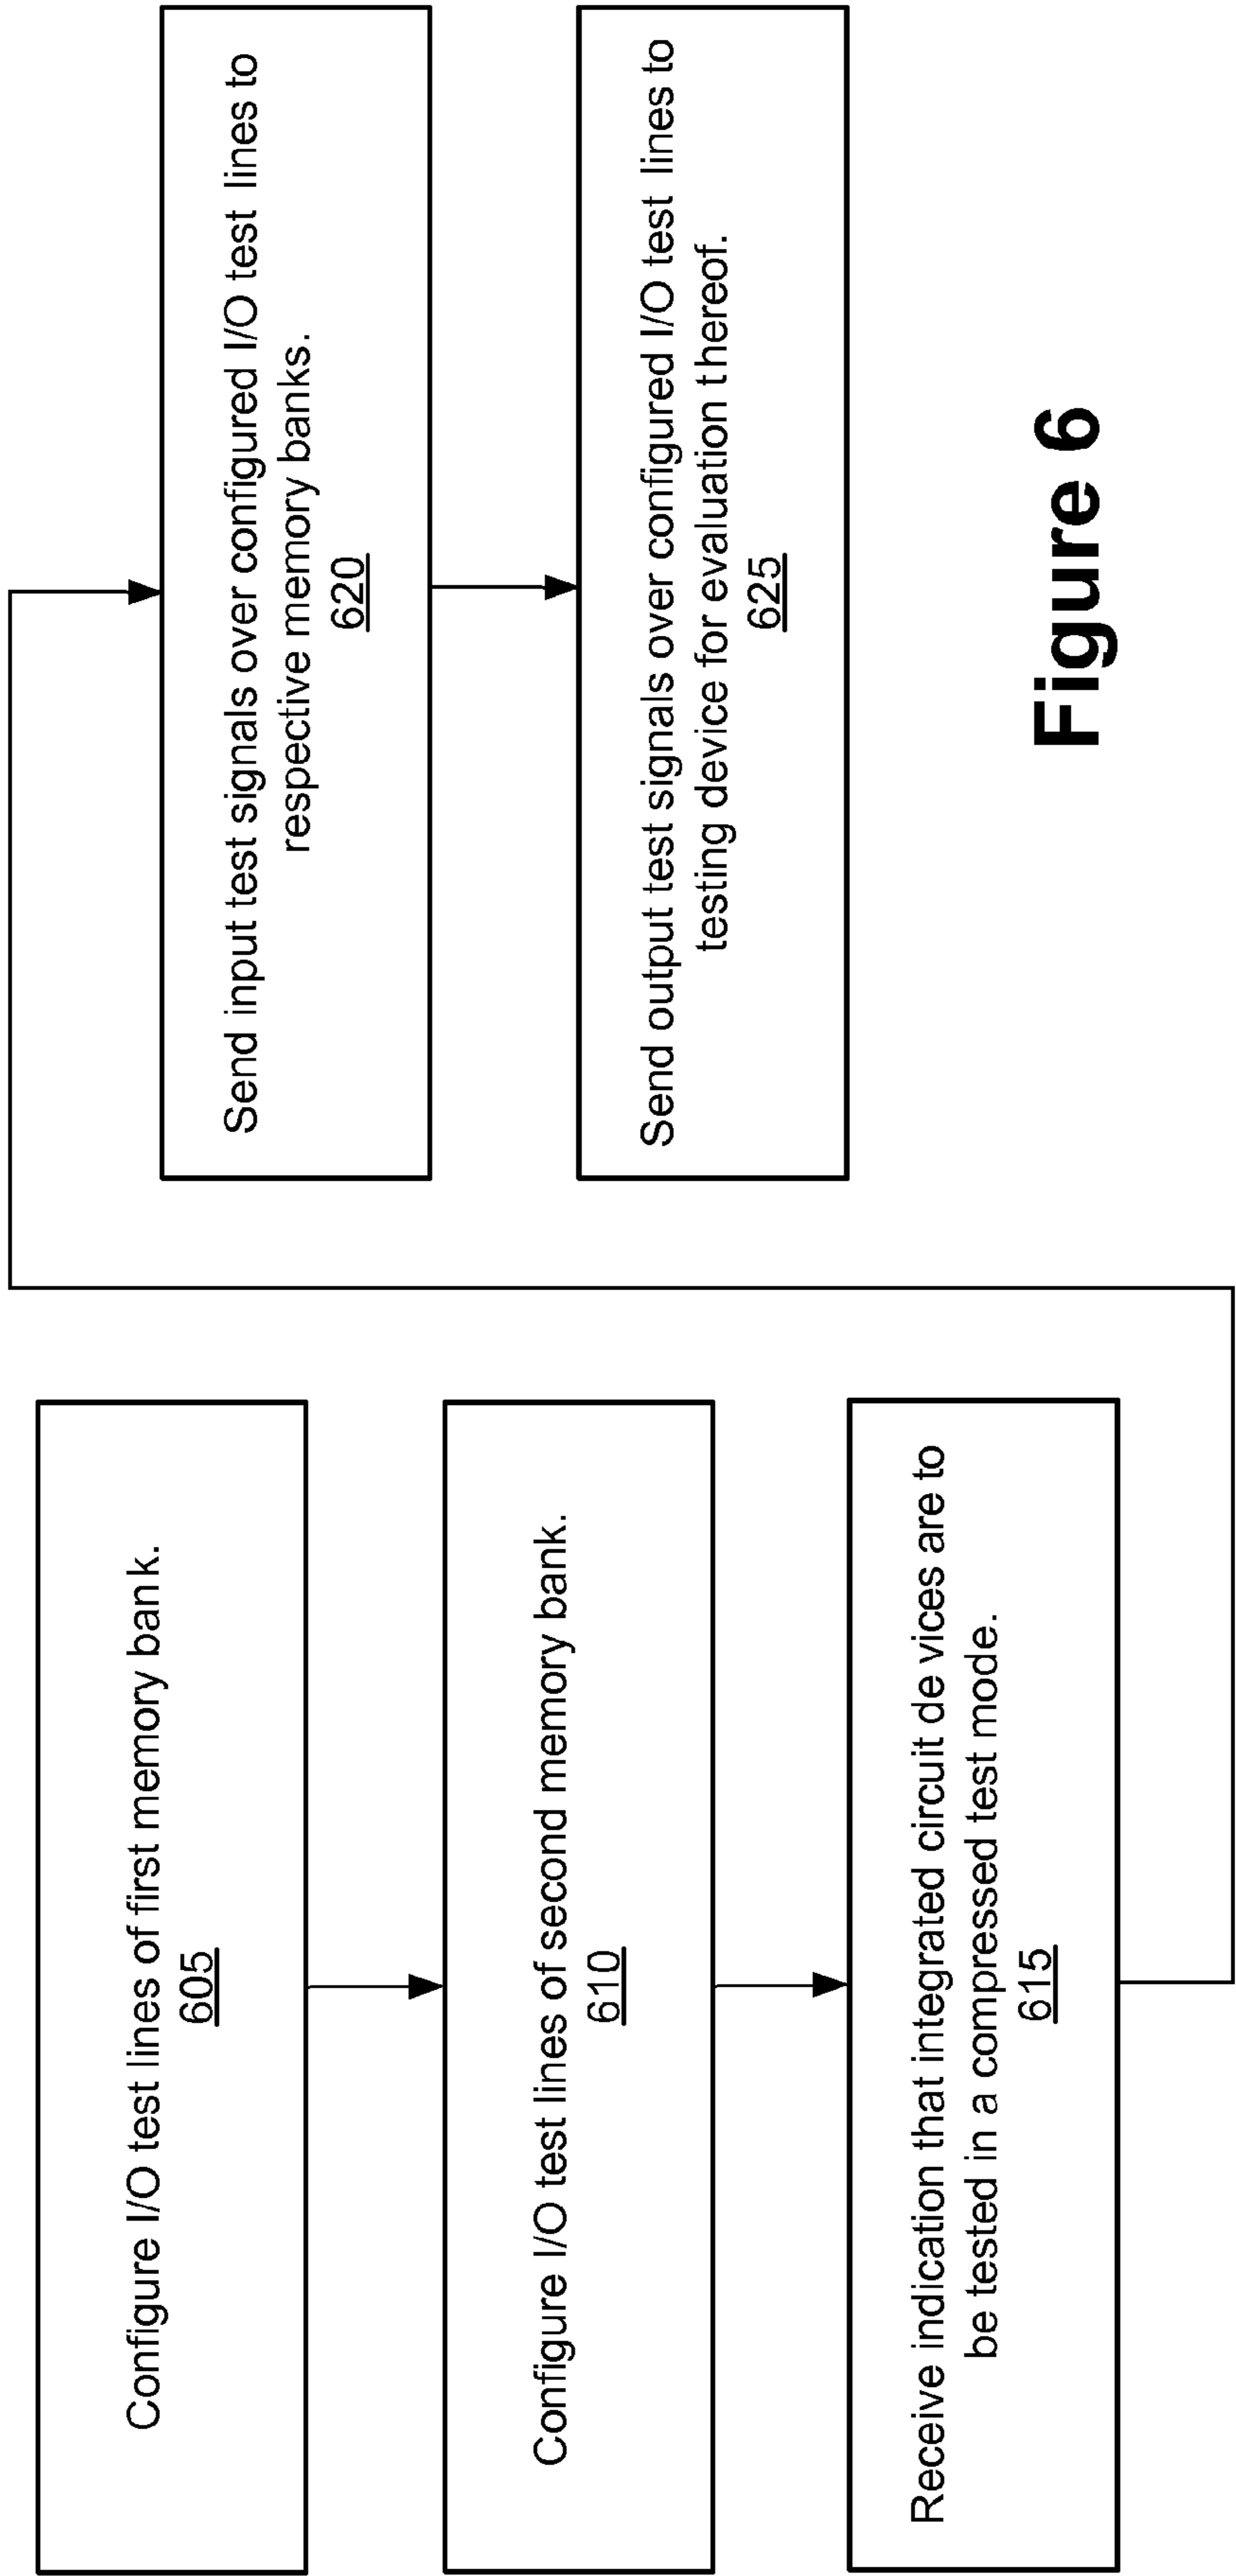 Configure I/O test lines of first memory bank.
605
Configure I/O test lines of second memory bank.
610
Receive indication that integrated circuit de vices are to
be tested in a compressed test mode.
615
Send input test signals over configured I/O test lines to
respective memory banks.
620
Send output test signals over configured I/O test lines to
testing device for evaluation thereof.
625
Figure 6